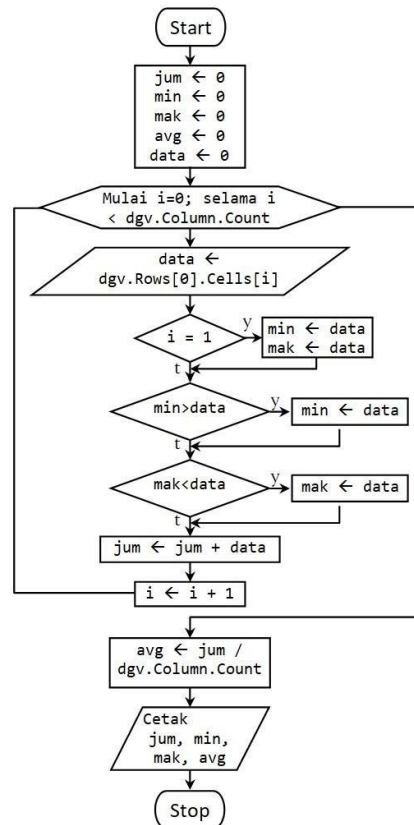 Start
jum ← 0
min ← 0
mak ← 0
avg ← 0
data ← 0
Mulai i=0; selama i
< dgv.Column.Count
data ←
dgv.Rows[0].Cells[i]
i = 1
y
min ← data
mak ← data
t
min>data
y
min ← data
t
mak<data
y
mak ← data
t
jum ← jum + data
i ← i + 1
avg ← jum /
dgv.Column.Count
Cetak
jum, min,
mak, avg
Stop